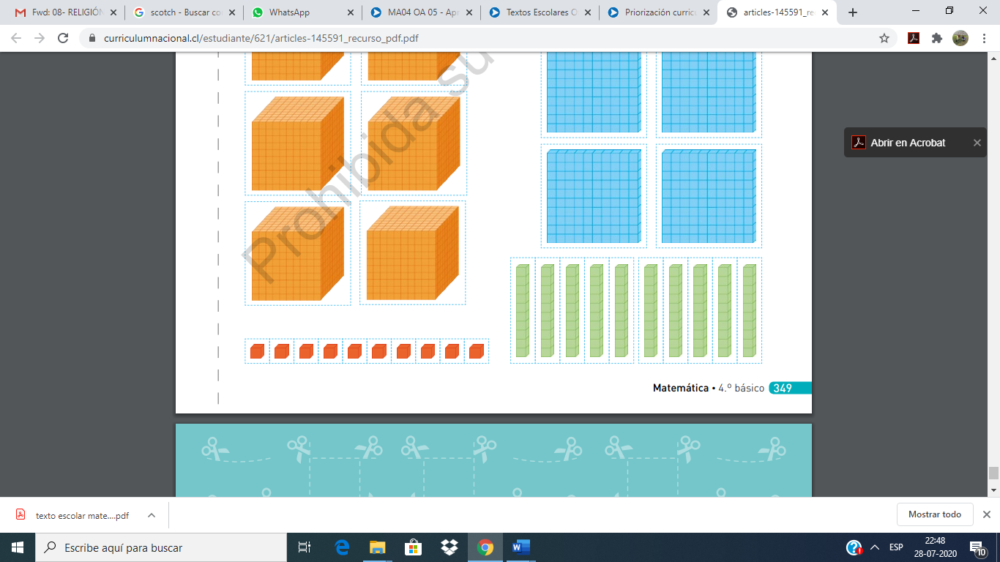 Fwd: 08- RELIGIÓN
scotch - Buscar co
WhatsApp
MA04 OA 05 - Apr
Textos Escolares O
Priorización curricu
articles-145591_re
curriculumnacional.cl/estudiante/621/articles-145591_recurso_pdf.pdf
Prohibida su
Abrir en Acrobat
Matemática • 4.º básico 349
texto escolar mate....pdf
Mostrar todo
Escribe aquí para buscar
ESP
22:48
28-07-2020
10